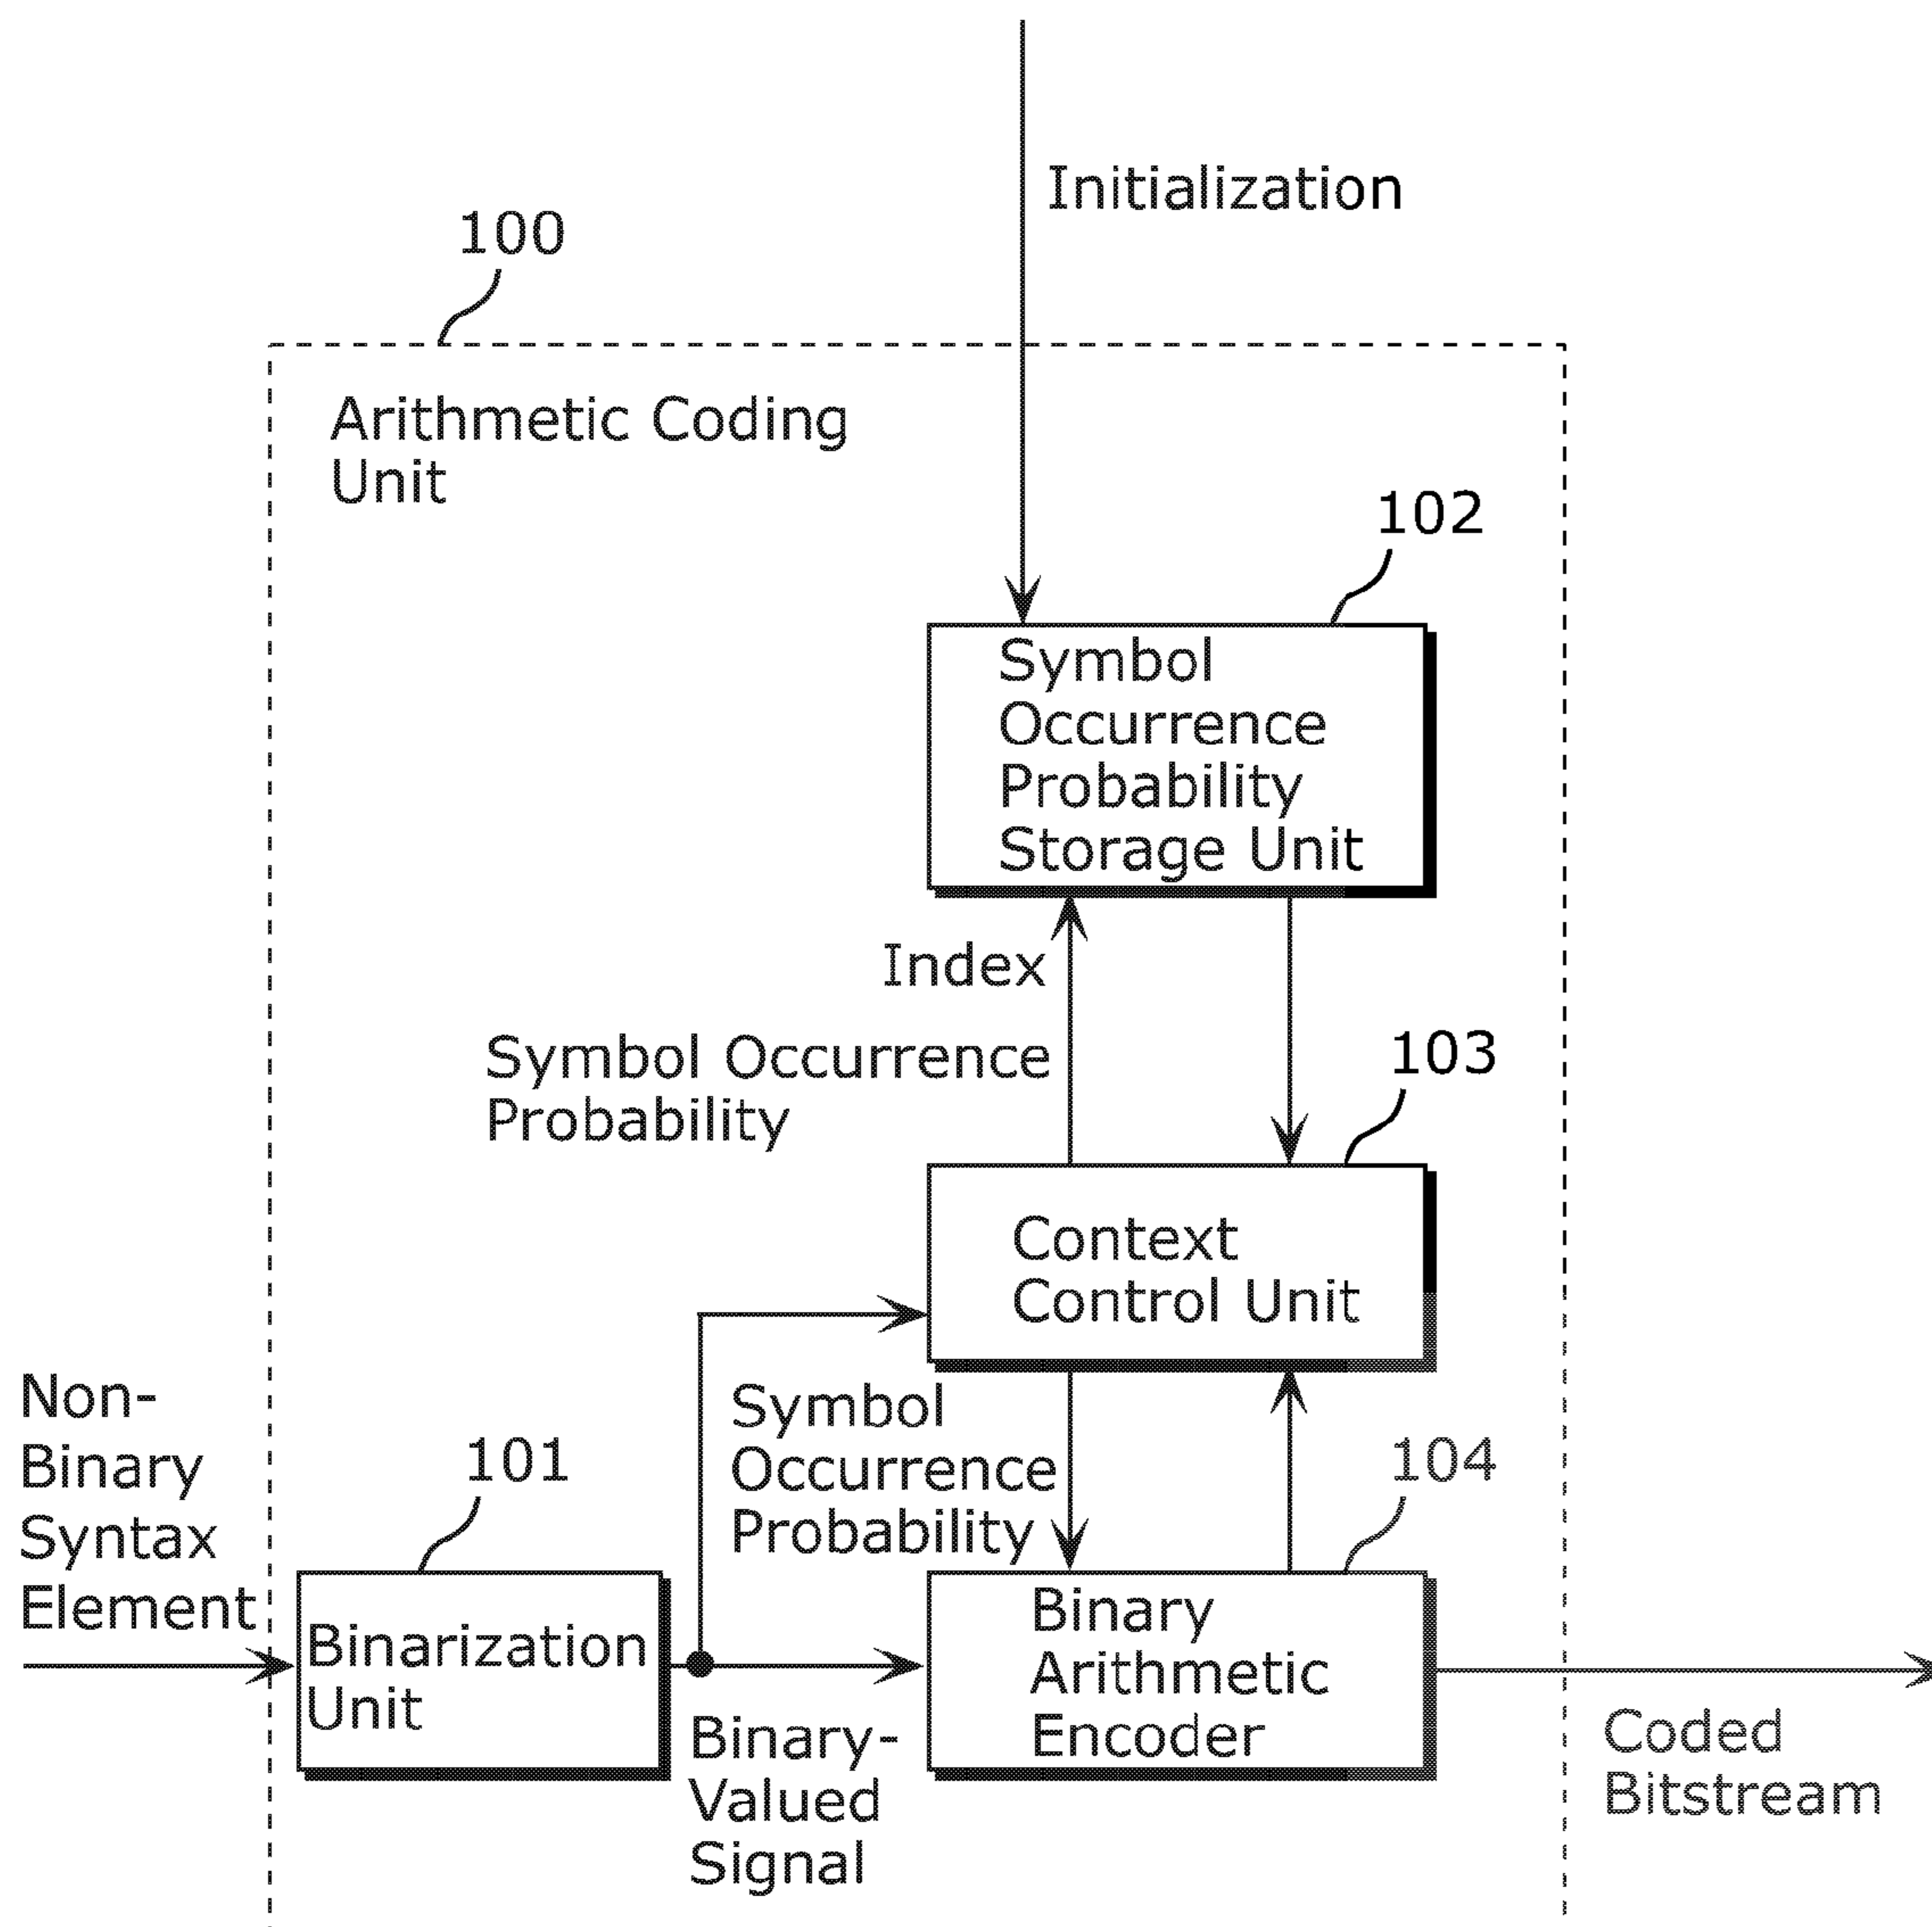 Initialization
100
Arithmetic Coding
Unit
102
Symbol
Occurrence
Probability
Storage Unit
Index
Symbol Occurrence
Probability
103
Context
Control Unit
Non-
Binary
Syntax
Element
101
Symbol
Occurrence
Probability
104
Binarization
Unit
Binary
Arithmetic
Encoder
Binary-
Valued
Signal
Coded
Bitstream